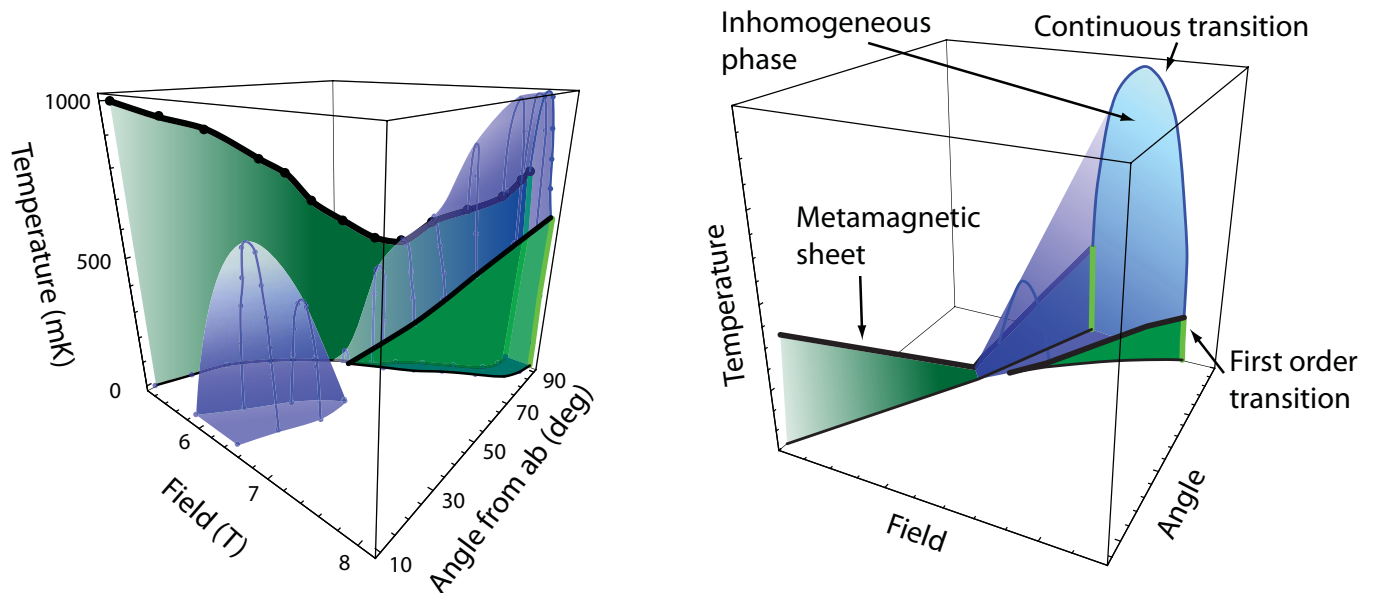 1000
500
0
Temperature (mK)
6
7
8
Field (T)
10
30
50
70
90
Angle from ab (deg)
Inhomogeneous
phase
Continuous transition
Metamagnetic
sheet
First order
transition
Temperature
Field
Angle